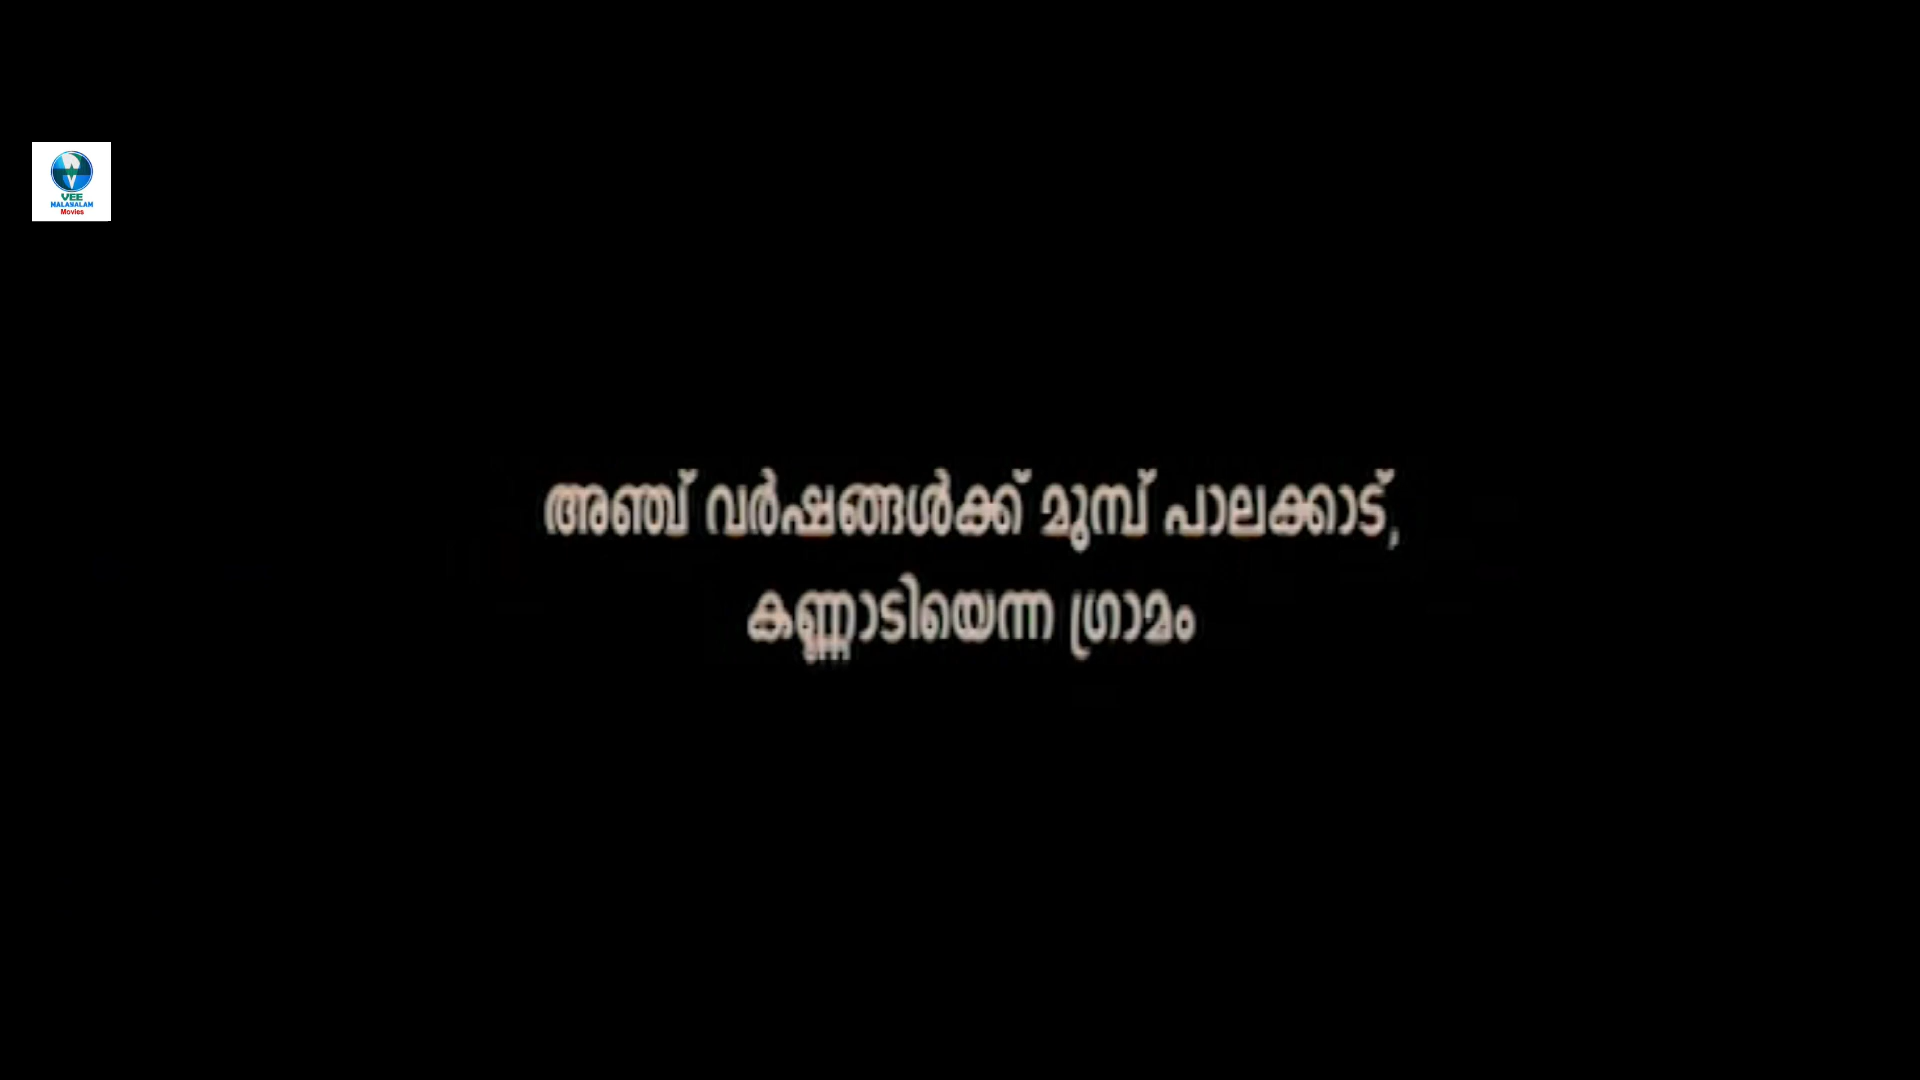 VEE
MALAYALAM
Movies
അഞ്ച് വർഷങ്ങൾക്ക് മുമ്പ് പാലക്കാട്,
കണ്ണാടിയെന്ന ഗ്രാമം